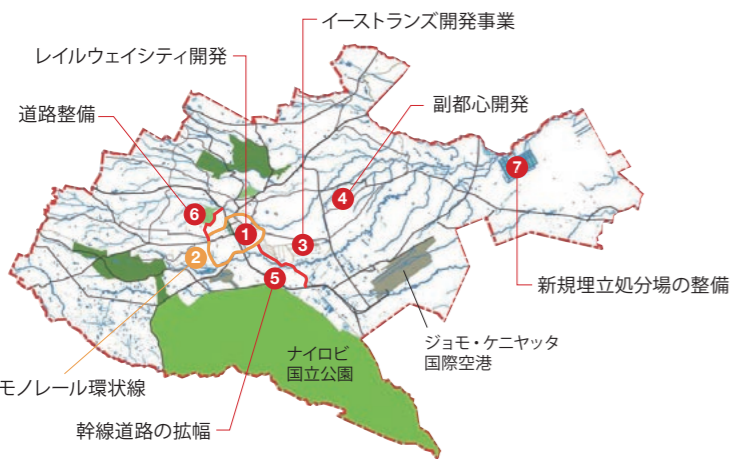 イーストランズ開発事業
レイルウェイシティ開発
道路整備
副都心開発
7
4
6
1
3
2
5
新規埋立処分場の整備
ジョモ・ケニヤッタ
国際空港
ナイロビ
国立公園
モノレール環状線
幹線道路の拡幅